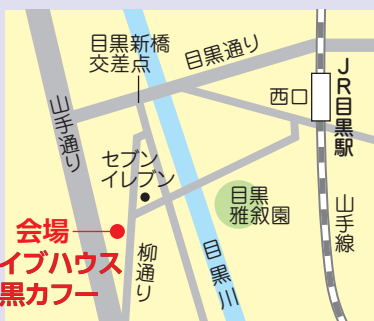 目黒新橋
交差点
目黒通り
JR目黒駅
西口
山手通り
セブン
イレブン
目黒
雅叙園
山手線
会場
イブハウス
黒カフー
柳通り
目黒川